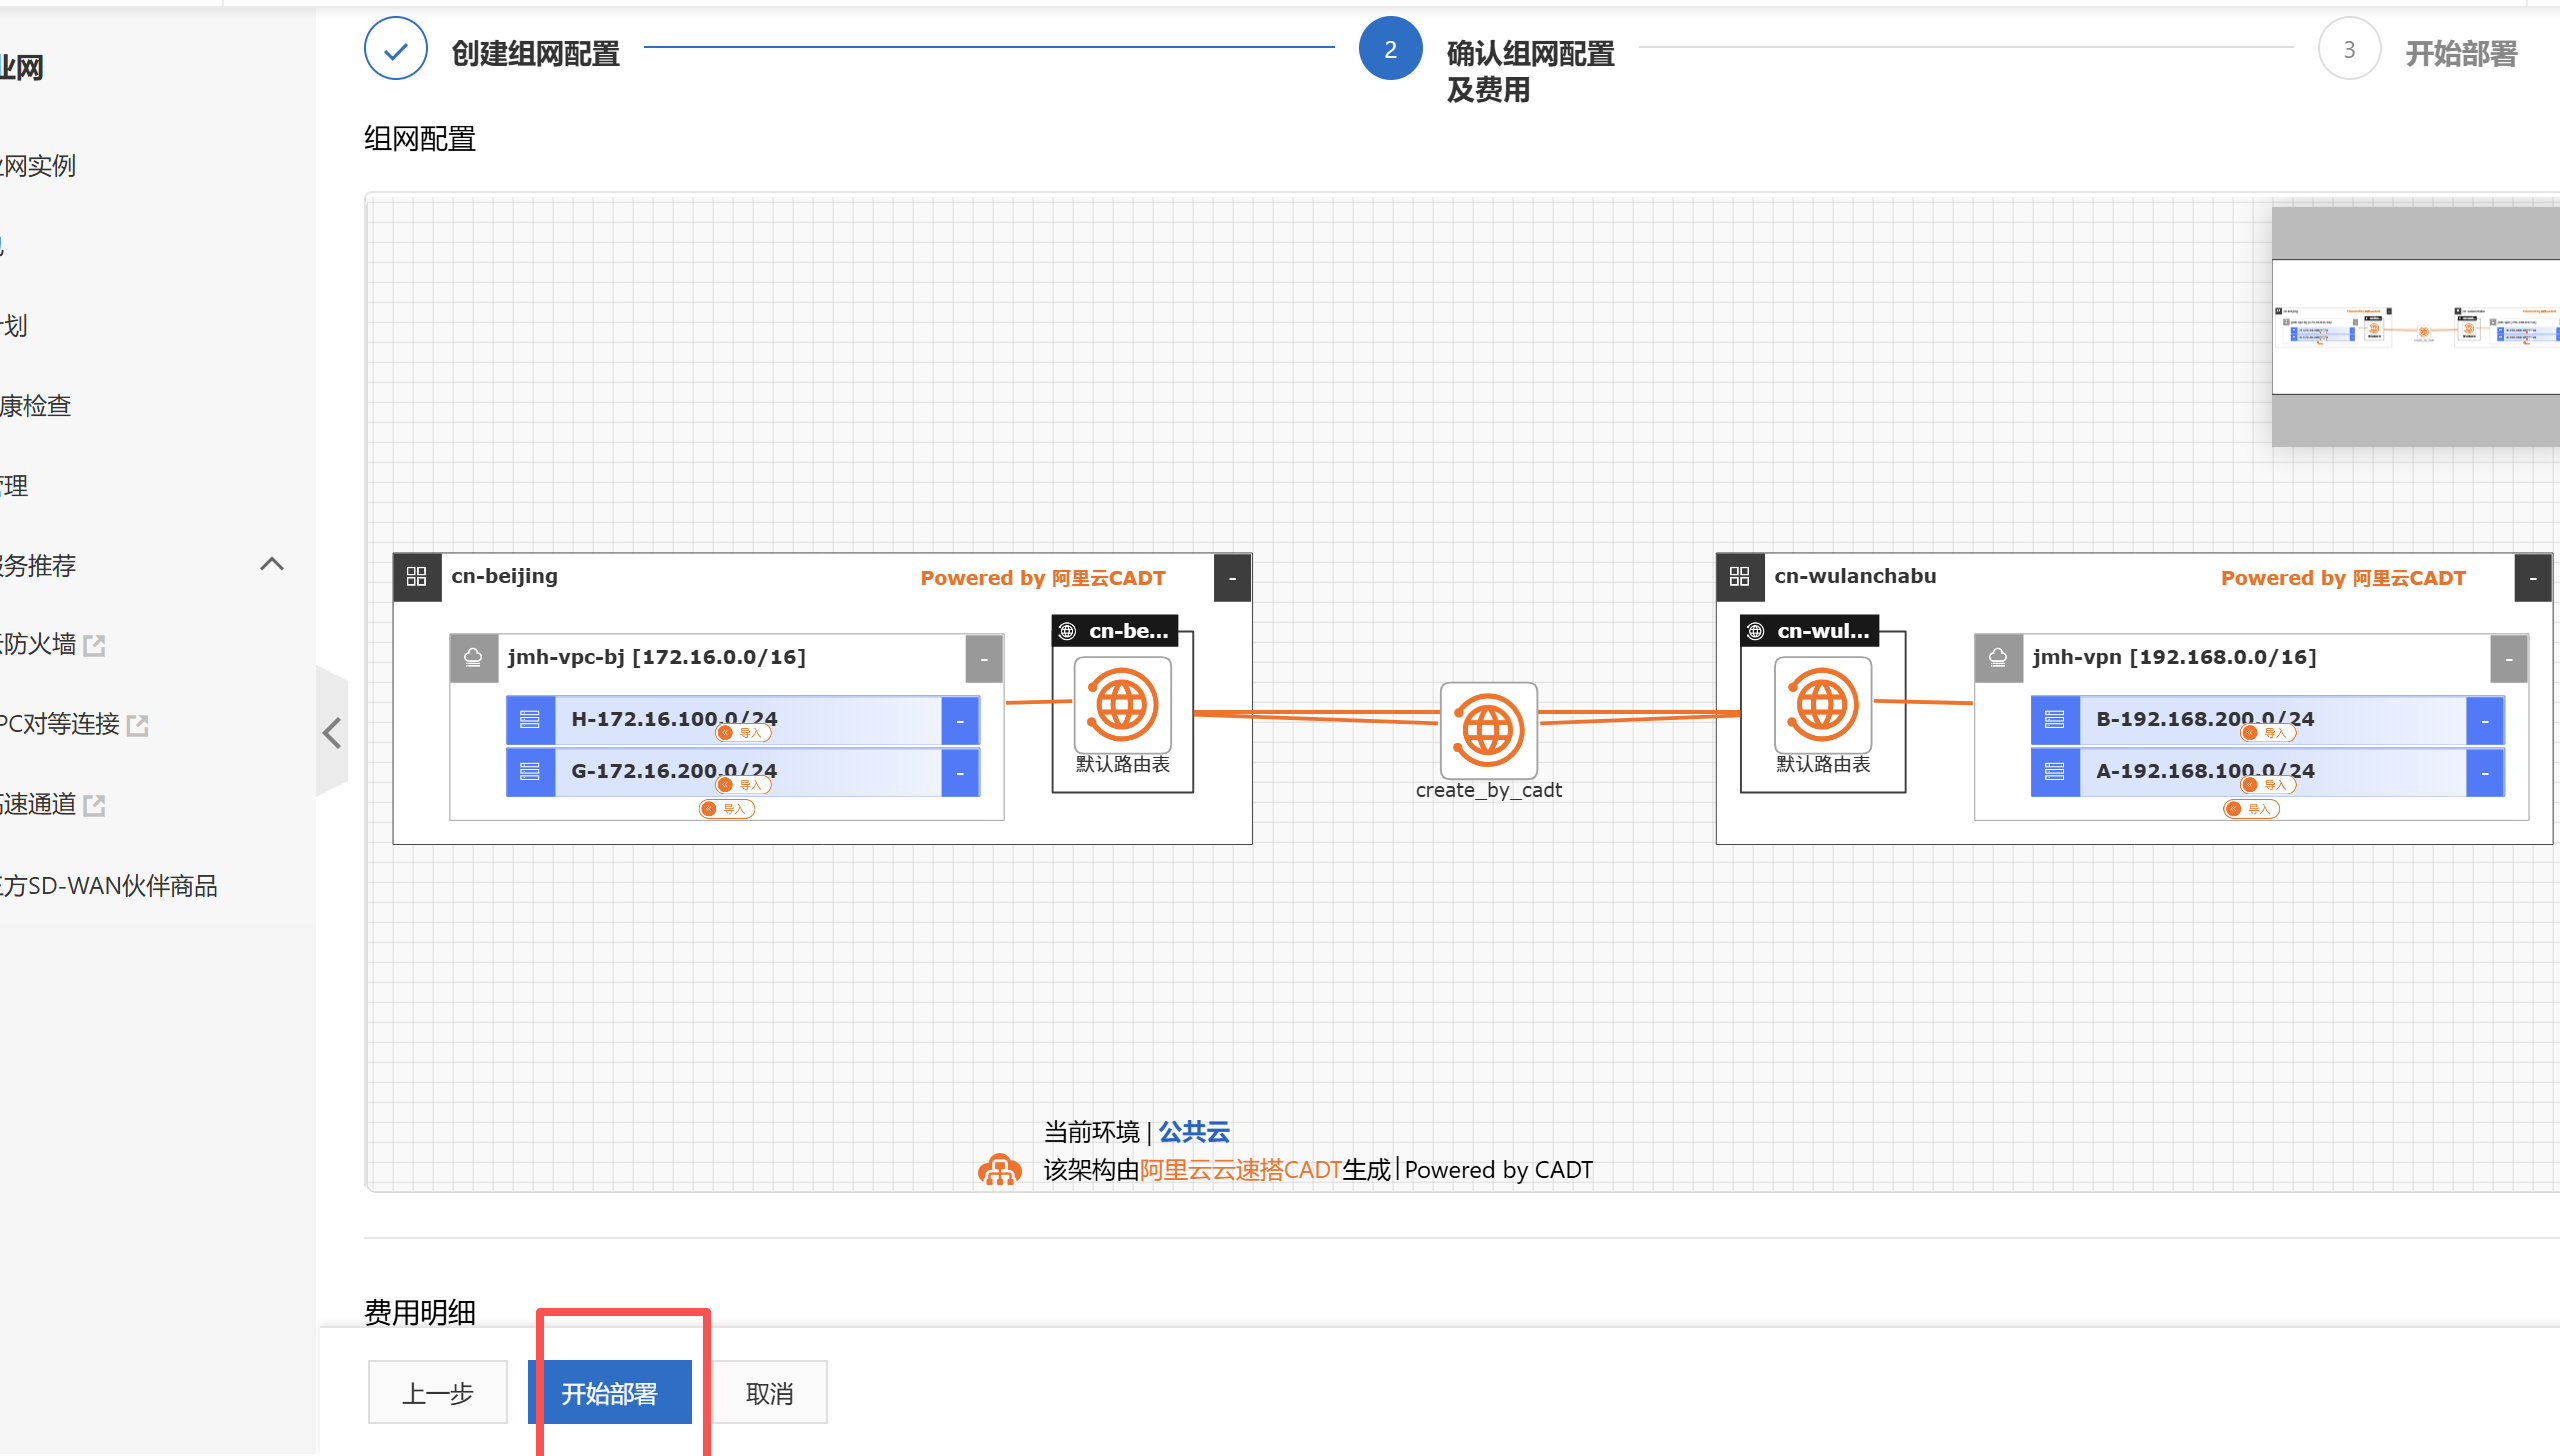 业网
网实例
划
康检查
管理
服务推荐
云防火墙
PC对等连接
高速通道
三方SD-WAN伙伴商品
创建组网配置
2
确认组网配置
及费用
3
开始部署
组网配置
cn-beijing
Powered by 阿里云CADT
-
cn-be...
jmh-vpc-bj [172.16.0.0/16]
-
H-172.16.100.0/24
-
导入
G-172.16.200.0/24
-
导入
导入
默认路由表
create_by_cadt
cn-wulanchabu
Powered by 阿里云CADT
-
cn-wul...
默认路由表
jmh-vpn [192.168.0.0/16]
-
B-192.168.200.0/24
-
导入
A-192.168.100.0/24
-
导入
导入
当前环境 | 公共云
该架构由阿里云云速搭CADT生成 | Powered by CADT
费用明细
上一步
开始部署
取消